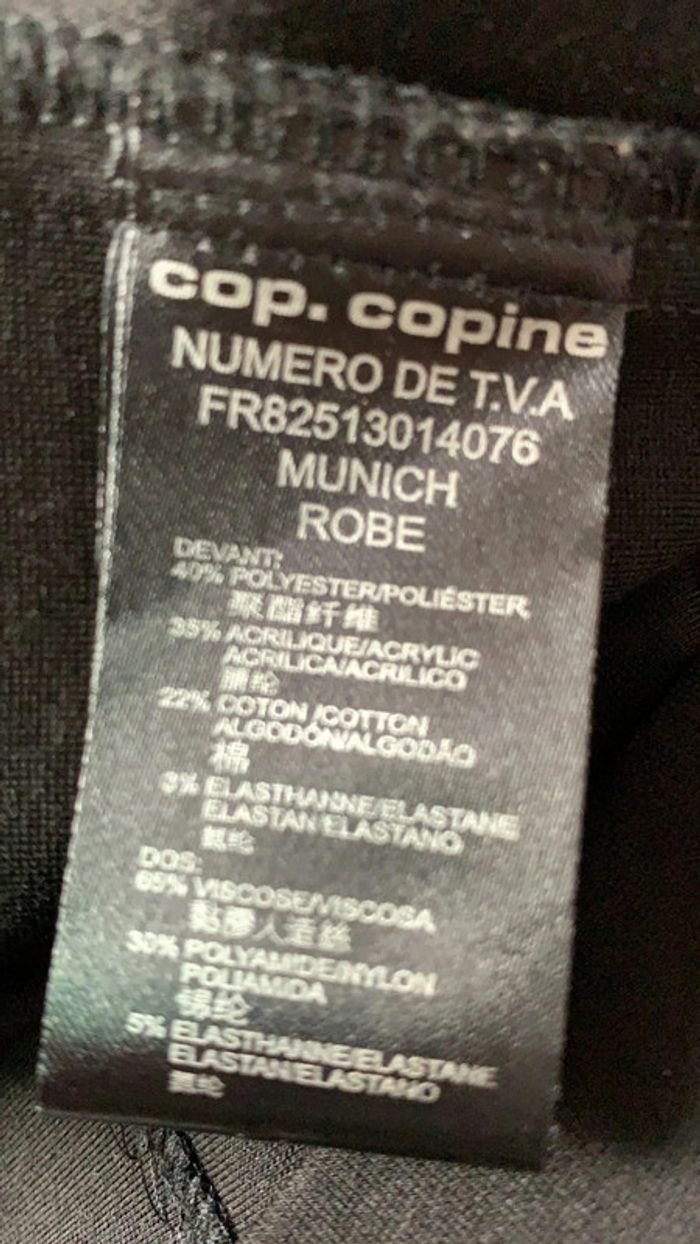 cop. copine
NUMERO DE T.V.A
FR82513014076
MUNICH
ROBE
DEVANT:
40% POLYESTER/POLIÉSTER
聚酯纤维
35% ACRILIQUE/ACRYLIC
ACRILICA/ACRILICO
腈纶
22% COTON /COTTON
ALGODÓN/ALGODÃO
棉
3% ELASTHANNE/ELASTANE
ELASTAN/ELASTANO
氨纶
DOS:
65% VISCOSE/VISCOSA
黏膠人造丝
30% POLYAMIDE/NYLON
POLIAMIDA
锦纶
5% ELASTHANNE/ELASTANE
ELASTAN/ELASTANO
氨纶